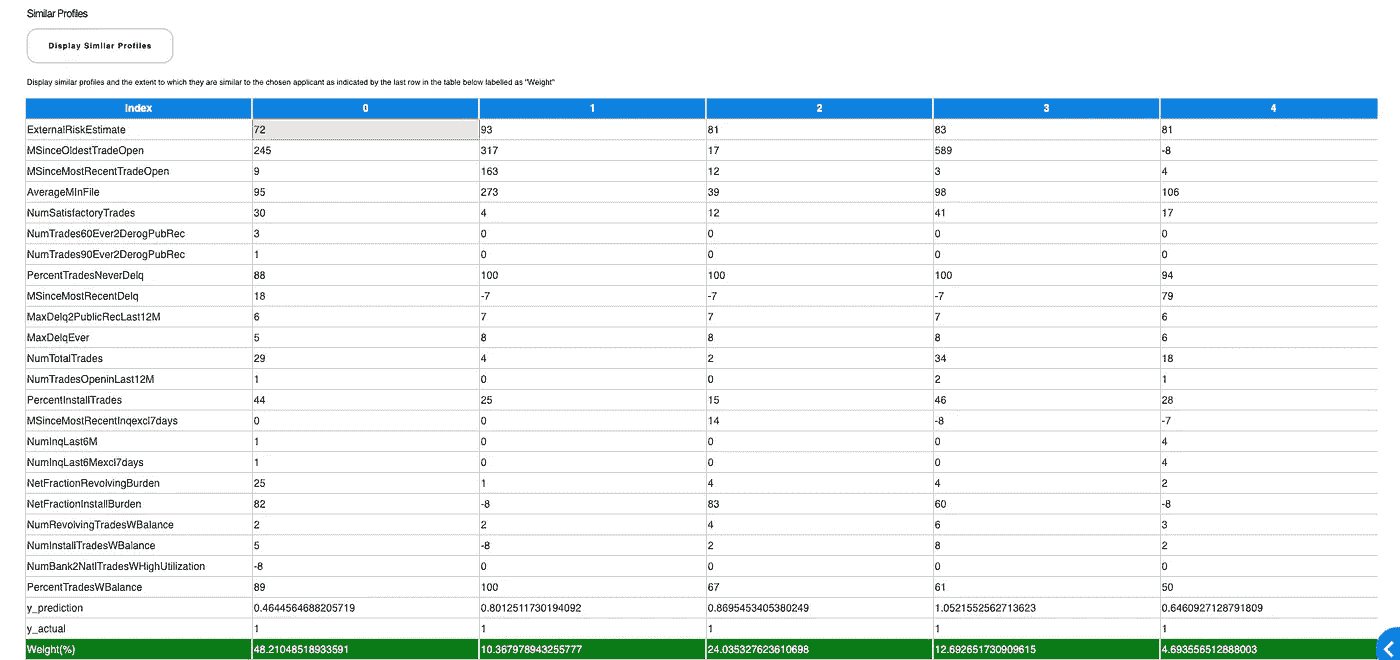 Similar Profiles
Display Similar Profiles
Display similar profiles and the extent to which they are similar to the chosen applicant as indicated by the last row in the table below labelled as "Weight"
Index 0 1 2 3 4
ExternalRiskEstimate 72 93 81 83 81
MSinceOldestTradeOpen 245 317 17 589 -8
MSinceMostRecentTradeOpen 9 163 12 3 4
AverageMInFile 95 273 39 98 106
NumSatisfactoryTrades 30 4 12 41 17
NumTrades60Ever2DerogPubRec 3 0 0 0 0
NumTrades90Ever2DerogPubRec 1 0 0 0 0
PercentTradesNeverDelq 88 100 100 100 94
MSinceMostRecentDelq 18 -7 -7 -7 79
MaxDelq2PublicRecLast12M 6 7 7 7 6
MaxDelqEver 5 8 8 8 6
NumTotalTrades 29 4 2 34 18
NumTradesOpeninLast12M 1 0 0 2 1
PercentInstallTrades 44 25 15 46 28
MSinceMostRecentInqexcl7days 0 0 14 -8 -7
NumInqLast6M 1 0 0 0 4
NumInqLast6Mexcl7days 1 0 0 0 4
NetFractionRevolvingBurden 25 1 4 4 2
NetFractionInstallBurden 82 -8 83 60 -8
NumRevolvingTradesWBalance 2 2 4 6 3
NumInstallTradesWBalance 5 -8 2 8 2
NumBank2NatlTradesWHighUtilization -8 0 0 0 0
PercentTradesWBalance 89 100 67 61 50
y_prediction 0.4644564688205719 0.8012511730194092 0.8695453405380249 1.0521552562713623 0.6460927128791809
y_actual 1 1 1 1 1
Weight(%) 48.21048518933591 10.367978943255777 24.035327623610698 12.692651730909615 4.693556512888003